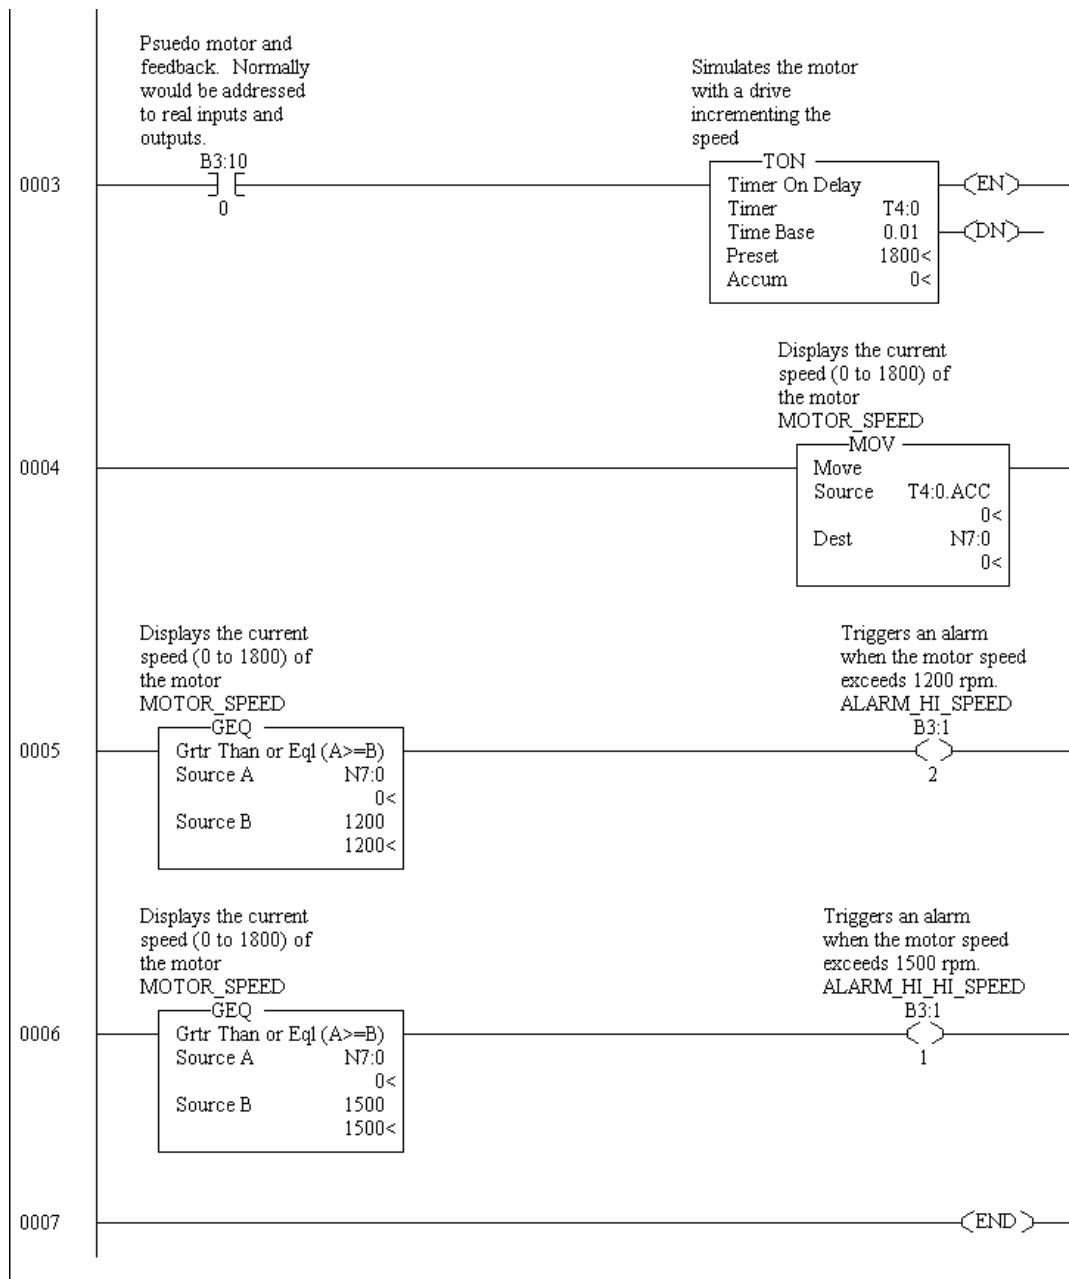 Psuedo motor and
feedback. Normally
would be addressed
to real inputs and
outputs.
B3:10
0
Simulates the motor
with a drive
incrementing the
speed
TON
Timer On Delay
Timer T4:0
Time Base 0.01
Preset 1800<
Accum 0<
EN
DN
0003
Displays the current
speed (0 to 1800) of
the motor
MOTOR_SPEED
MOV
Move
Source T4:0.ACC
0<
Dest N7:0
0<
0004
Displays the current
speed (0 to 1800) of
the motor
MOTOR_SPEED
GEQ
Grtr Than or Eql (A>=B)
Source A N7:0
0<
Source B 1200
1200<
Triggers an alarm
when the motor speed
exceeds 1200 rpm.
ALARM_HI_SPEED
B3:1
2
0005
Displays the current
speed (0 to 1800) of
the motor
MOTOR_SPEED
GEQ
Grtr Than or Eql (A>=B)
Source A N7:0
0<
Source B 1500
1500<
Triggers an alarm
when the motor speed
exceeds 1500 rpm.
ALARM_HI_HI_SPEED
B3:1
1
0006
0007
END